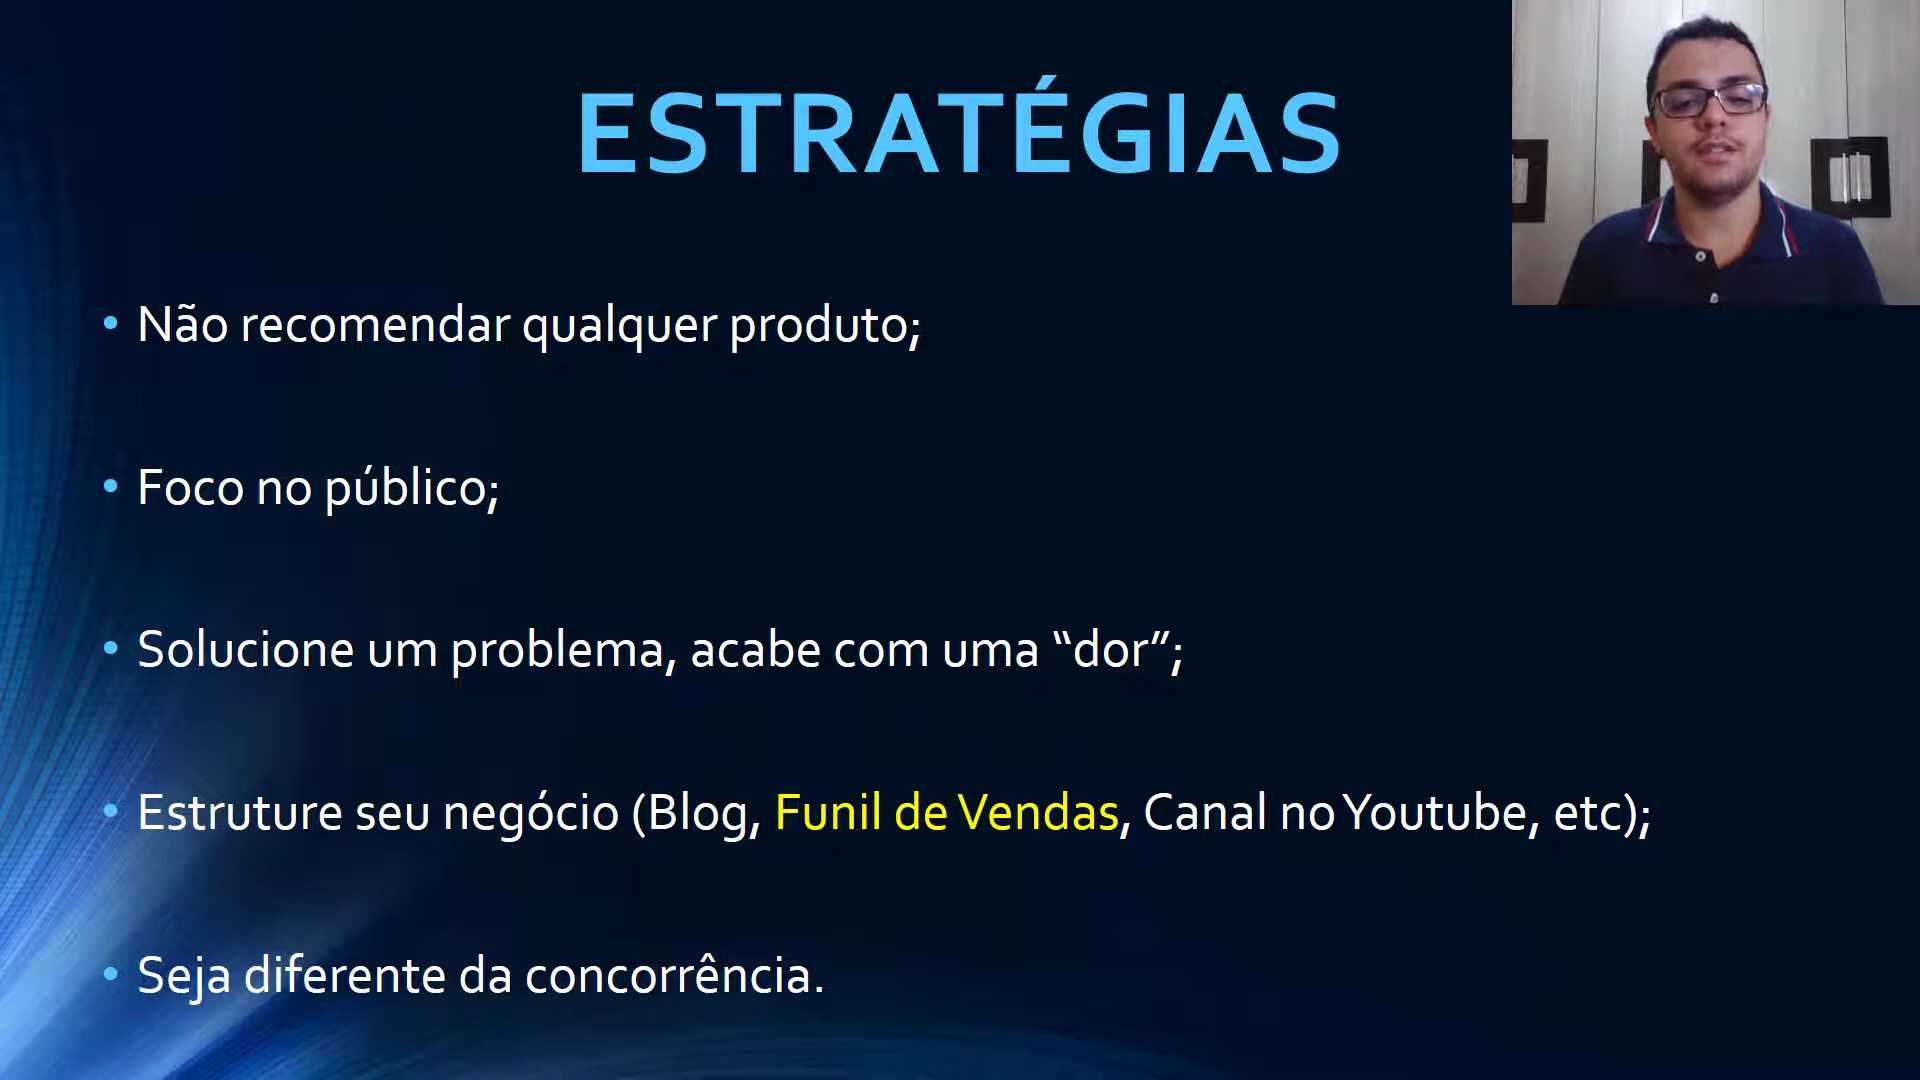 ESTRATÉGIAS
• Não recomendar qualquer produto;
• Foco no público;
• Solucione um problema, acabe com uma “dor”;
• Estruture seu negócio (Blog, Funil de Vendas, Canal no Youtube, etc);
• Seja diferente da concorrência.